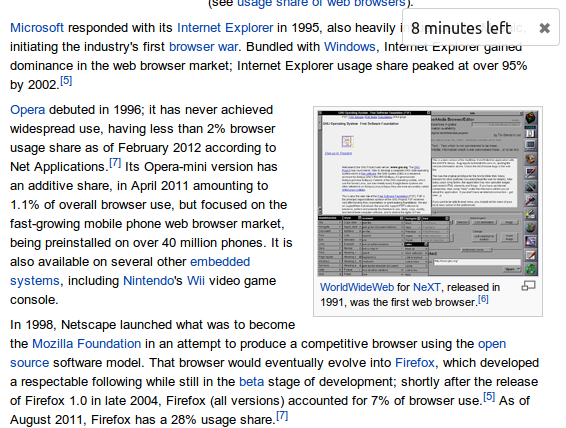 (see usage share of web browsers).
8 minutes left
Microsoft responded with its Internet Explorer in 1995, also heavily i
initiating the industry's first browser war. Bundled with Windows, Internet Explorer gained
dominance in the web browser market; Internet Explorer usage share peaked at over 95%
by 2002.[5]
Opera debuted in 1996; it has never achieved
widespread use, having less than 2% browser
usage share as of February 2012 according to
Net Applications.[7] Its Opera-mini version has
an additive share, in April 2011 amounting to
1.1% of overall browser use, but focused on the
fast-growing mobile phone web browser market,
being preinstalled on over 40 million phones. It is
also available on several other embedded
systems, including Nintendo's Wii video game
console.
WorldWideWeb for NeXT, released in
1991, was the first web browser.[6]
In 1998, Netscape launched what was to become
the Mozilla Foundation in an attempt to produce a competitive browser using the open
source software model. That browser would eventually evolve into Firefox, which developed
a respectable following while still in the beta stage of development; shortly after the release
of Firefox 1.0 in late 2004, Firefox (all versions) accounted for 7% of browser use.[5] As of
August 2011, Firefox has a 28% usage share.[7]